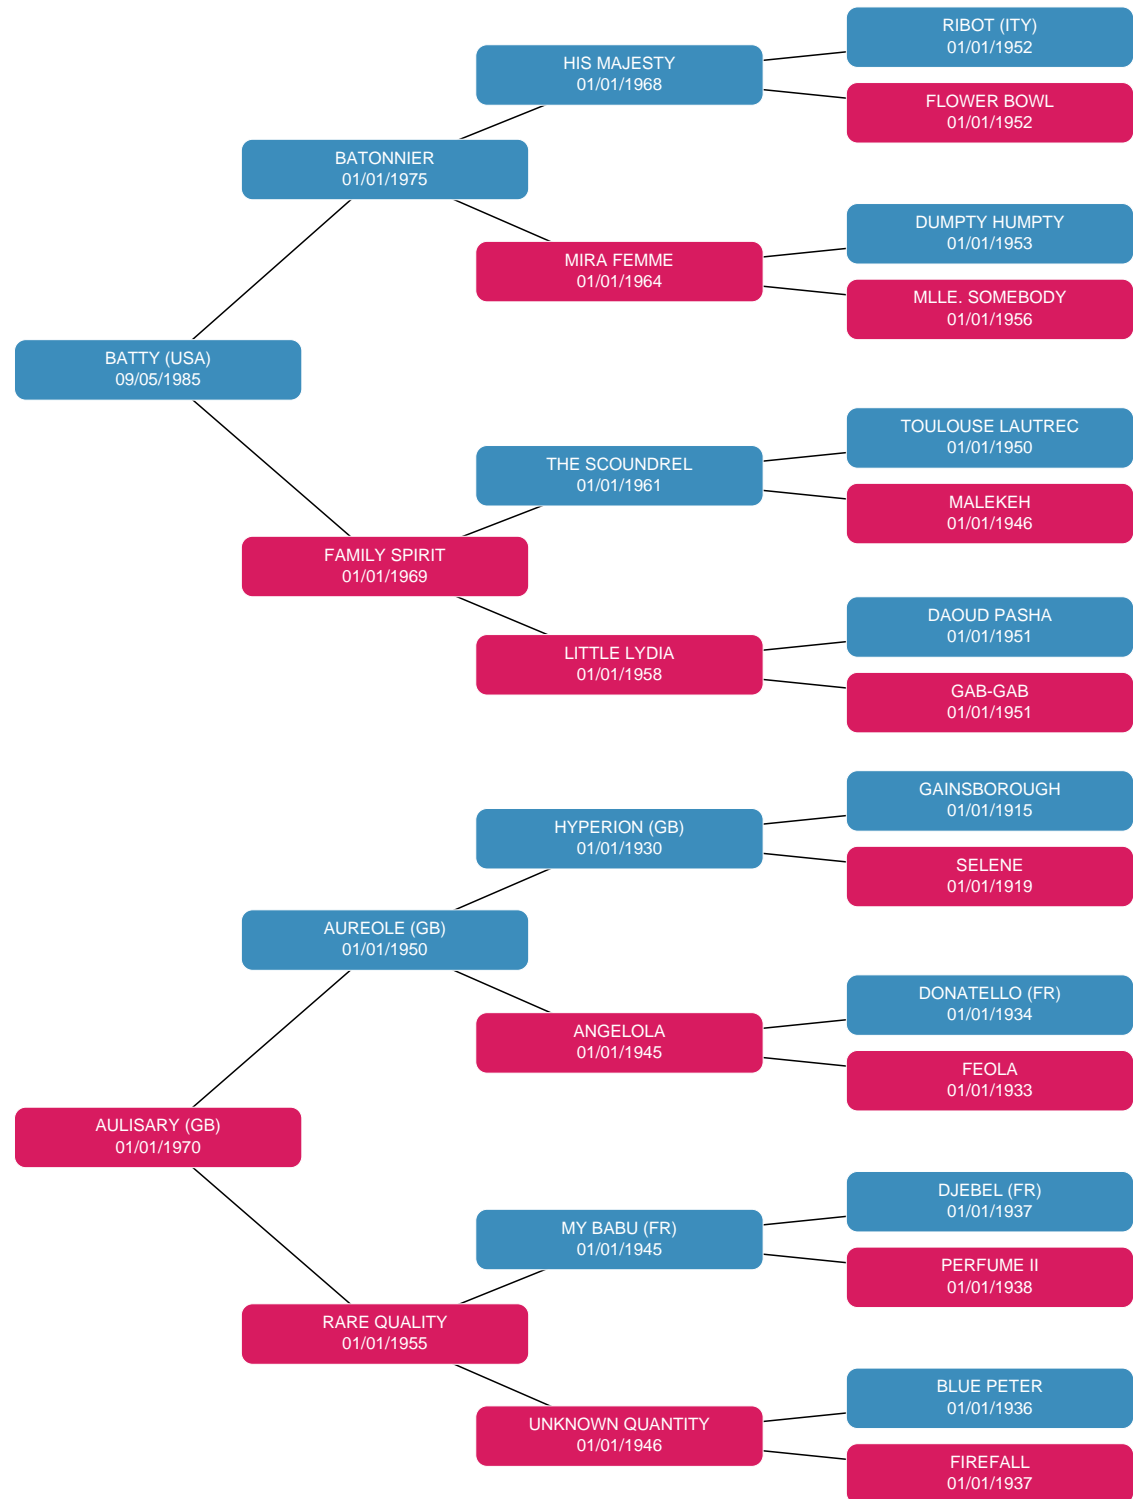 RIBOT (ITY)
01/01/1952
HIS MAJESTY
01/01/1968
FLOWER BOWL
01/01/1952
BATONNIER
01/01/1975
DUMPTY HUMPTY
01/01/1953
MIRA FEMME
01/01/1964
MLLE. SOMEBODY
01/01/1956
BATTY (USA)
09/05/1985
TOULOUSE LAUTREC
01/01/1950
THE SCOUNDREL
01/01/1961
MALEKEH
01/01/1946
FAMILY SPIRIT
01/01/1969
DAOUD PASHA
01/01/1951
LITTLE LYDIA
01/01/1958
GAB-GAB
01/01/1951
GAINSBOROUGH
01/01/1915
HYPERION (GB)
01/01/1930
SELENE
01/01/1919
AUREOLE (GB)
01/01/1950
DONATELLO (FR)
01/01/1934
ANGELOLA
01/01/1945
FEOLA
01/01/1933
AULISARY (GB)
01/01/1970
DJEBEL (FR)
01/01/1937
MY BABU (FR)
01/01/1945
PERFUME II
01/01/1938
RARE QUALITY
01/01/1955
BLUE PETER
01/01/1936
UNKNOWN QUANTITY
01/01/1946
FIREFALL
01/01/1937